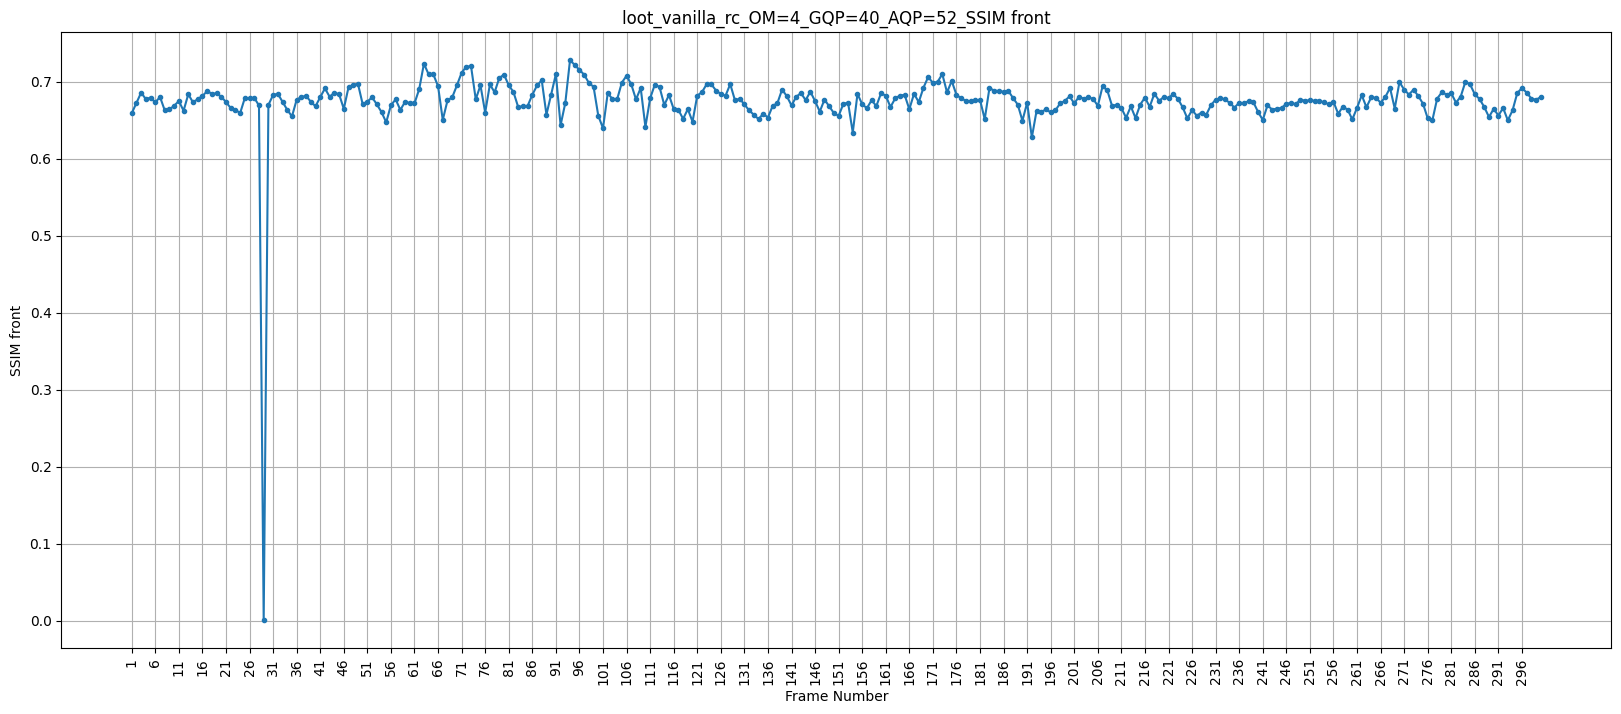 loot_vanilla_rc_OM=4_GQP=40_AQP=52_SSIM front
SSIM front
0.7
0.6
0.5
0.4
0.3
0.2
0.1
0.0
1 6 11 16 21 26 31 36 41 46 51 56 61 66 71 76 81 86 91 96 101 106 111 116 121 126 131 136 141 146 151 156 161 166 171 176 181 186 191 196 201 206 211 216 221 226 231 236 241 246 251 256 261 266 271 276 281 286 291 296
Frame Number